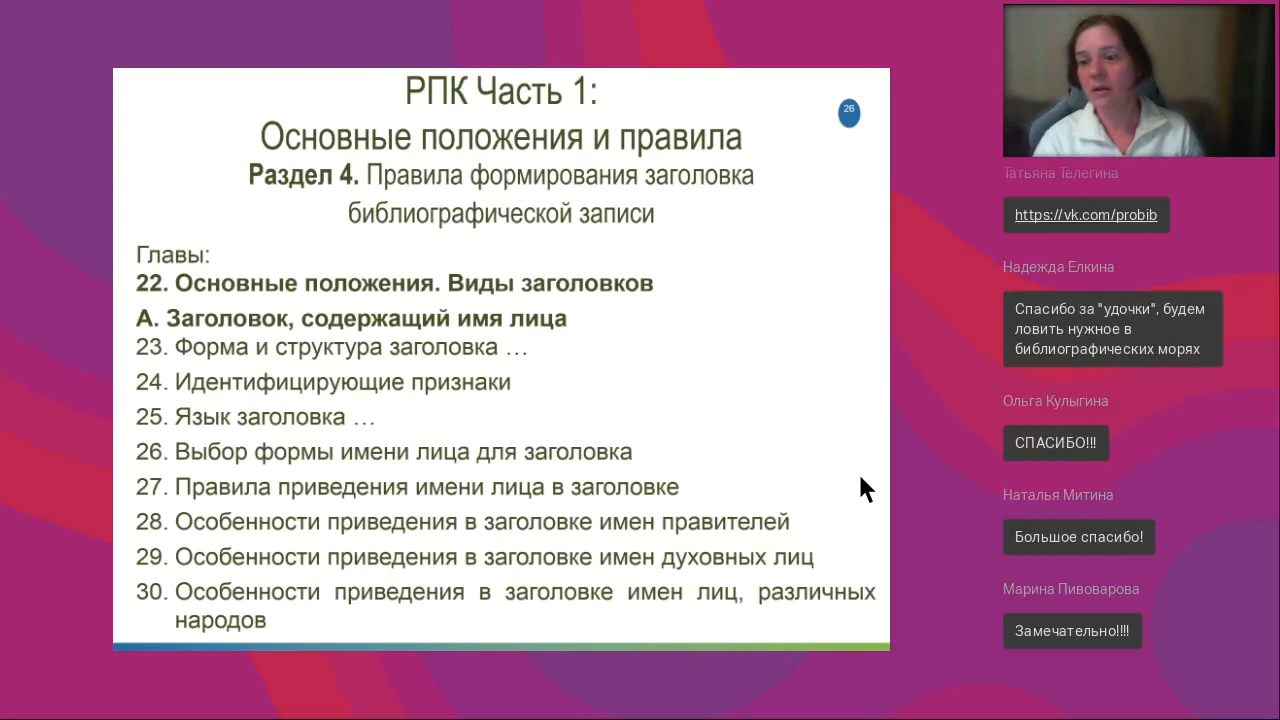 РПК Часть 1:
Основные положения и правила
26
Раздел 4. Правила формирования заголовка
библиографической записи
Главы:
22. Основные положения. Виды заголовков
А. Заголовок, содержащий имя лица
23. Форма и структура заголовка …
24. Идентифицирующие признаки
25. Язык заголовка …
26. Выбор формы имени лица для заголовка
27. Правила приведения имени лица в заголовке
28. Особенности приведения в заголовке имен правителей
29. Особенности приведения в заголовке имен духовных лиц
30. Особенности приведения в заголовке имен лиц, различных
народов
Татьяна Телегина
https://vk.com/probib
Надежда Елкина
Спасибо за "удочки", будем
ловить нужное в
библиографических морях
Ольга Кулыгина
СПАСИБО!!!
Наталья Митина
Большое спасибо!
Марина Пивоварова
Замечательно!!!!